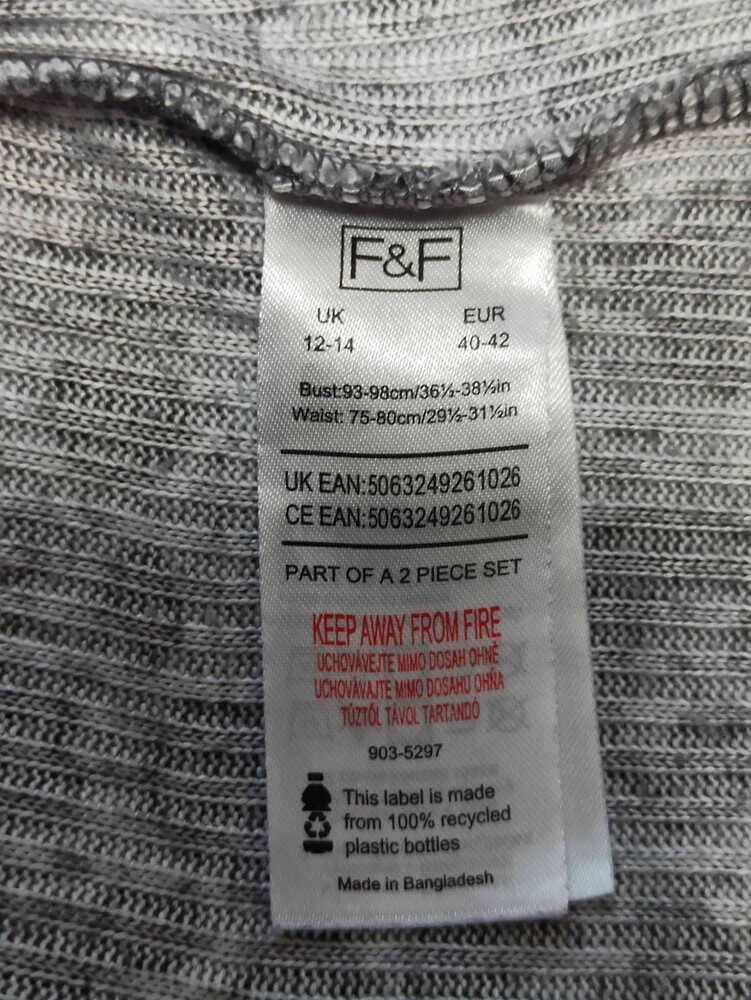 F&F
UK EUR
12-14 40-42
Bust:93-98cm/36½-38½in
Waist: 75-80cm/29½-31½in
UK EAN:5063249261026
CE EAN:5063249261026
PART OF A 2 PIECE SET
KEEP AWAY FROM FIRE
UCHOVÁVEJTE MIMO DOSAH OHNĚ
UCHOVÁVAJTE MIMO DOSAHU OHŇA
TŰZTŐL TÁVOL TARTANDÓ
903-5297
This label is made
from 100% recycled
plastic bottles
Made in Bangladesh